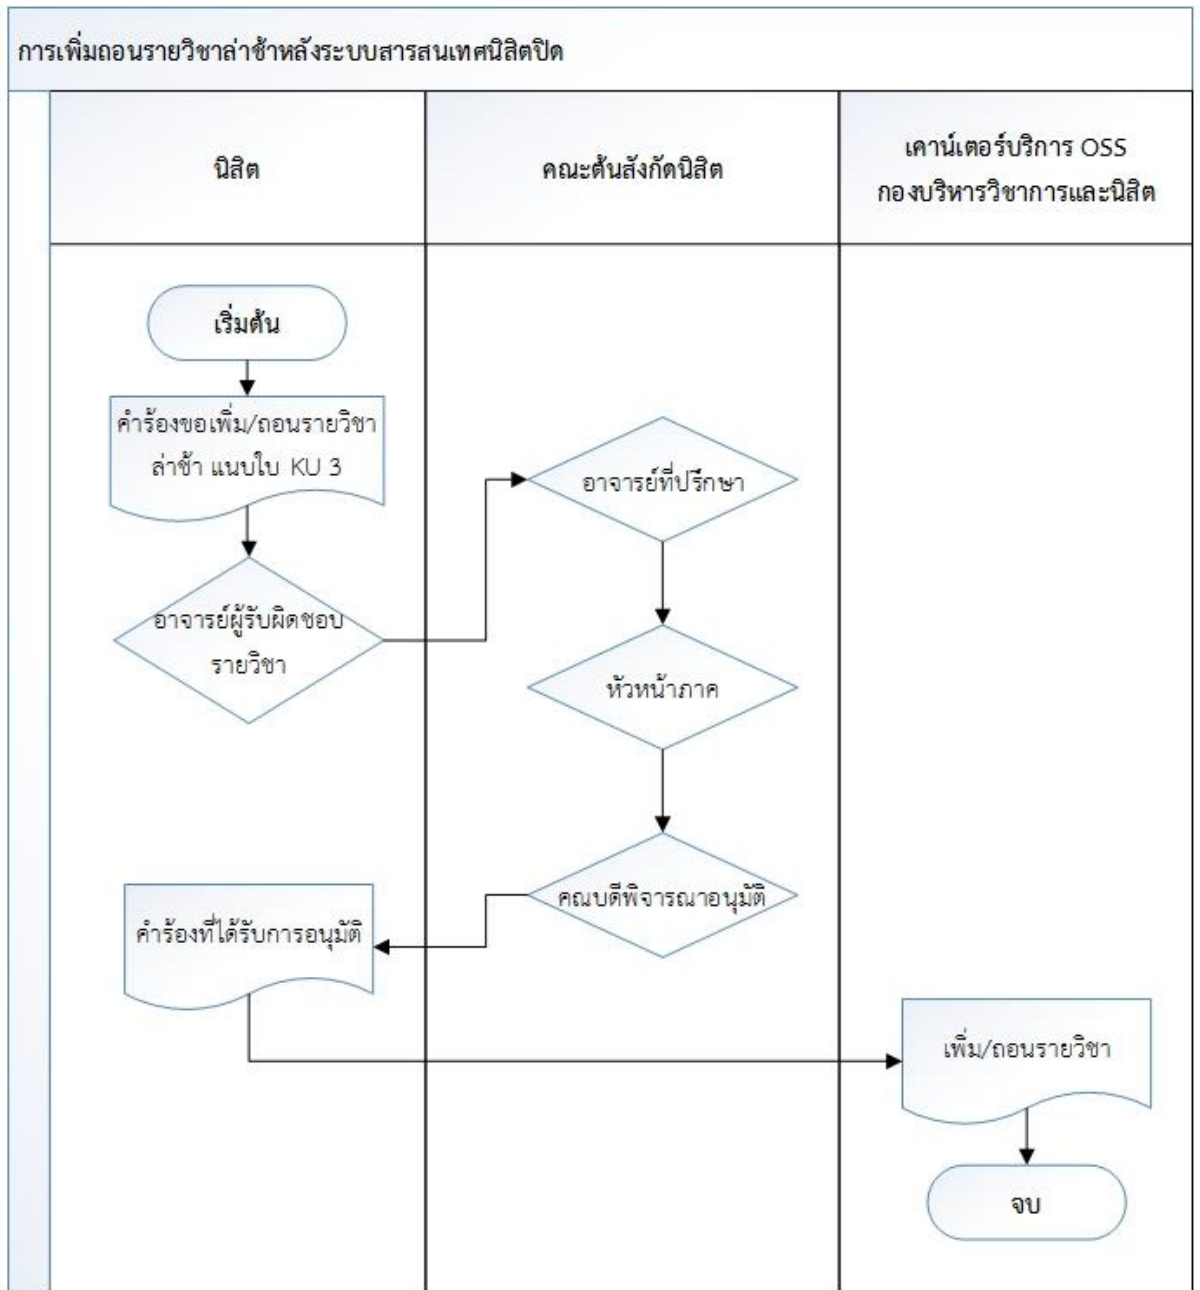 การเพิ่มถอนรายวิชาล่าช้าหลังระบบสารสนเทศนิสิตปิด
นิสิต
คณะต้นสังกัดนิสิต
เคาน์เตอร์บริการ OSS
กองบริหารวิชาการและนิสิต
เริ่มต้น
คำร้องขอเพิ่ม/ถอนรายวิชา
ล่าช้า แนบใบ KU 3
อาจารย์ผู้รับผิดชอบ
รายวิชา
อาจารย์ที่ปรึกษา
หัวหน้าภาค
คณบดีพิจารณาอนุมัติ
คำร้องที่ได้รับการอนุมัติ
เพิ่ม/ถอนรายวิชา
จบ